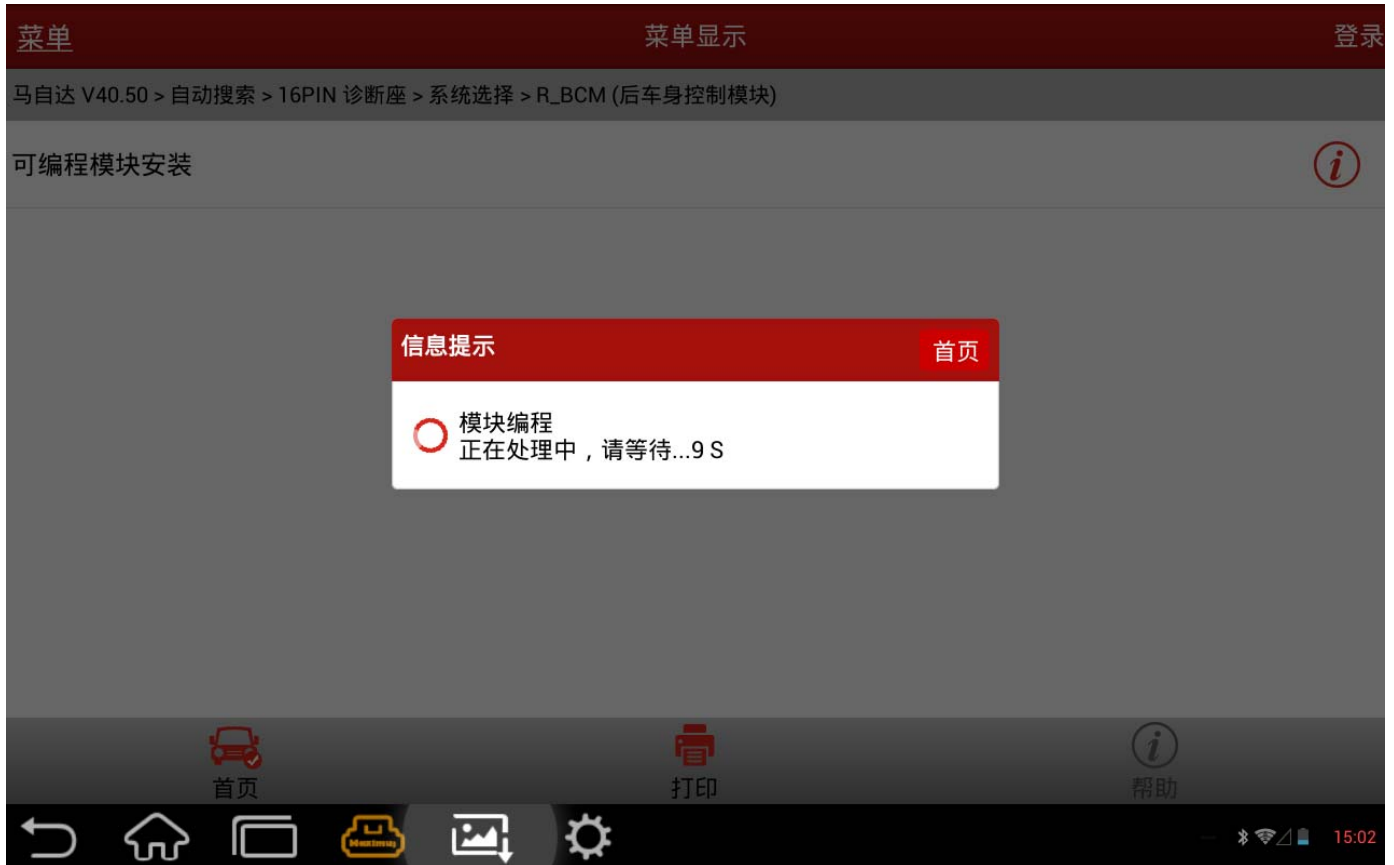 菜单
菜单显示
登录
马自达 V40.50 > 自动搜索 > 16PIN 诊断座 > 系统选择 > R_BCM (后车身控制模块)
可编程模块安装
i
信息提示
首页
模块编程
正在处理中，请等待...9 S
首页
打印
i
帮助
Maximus
15:02